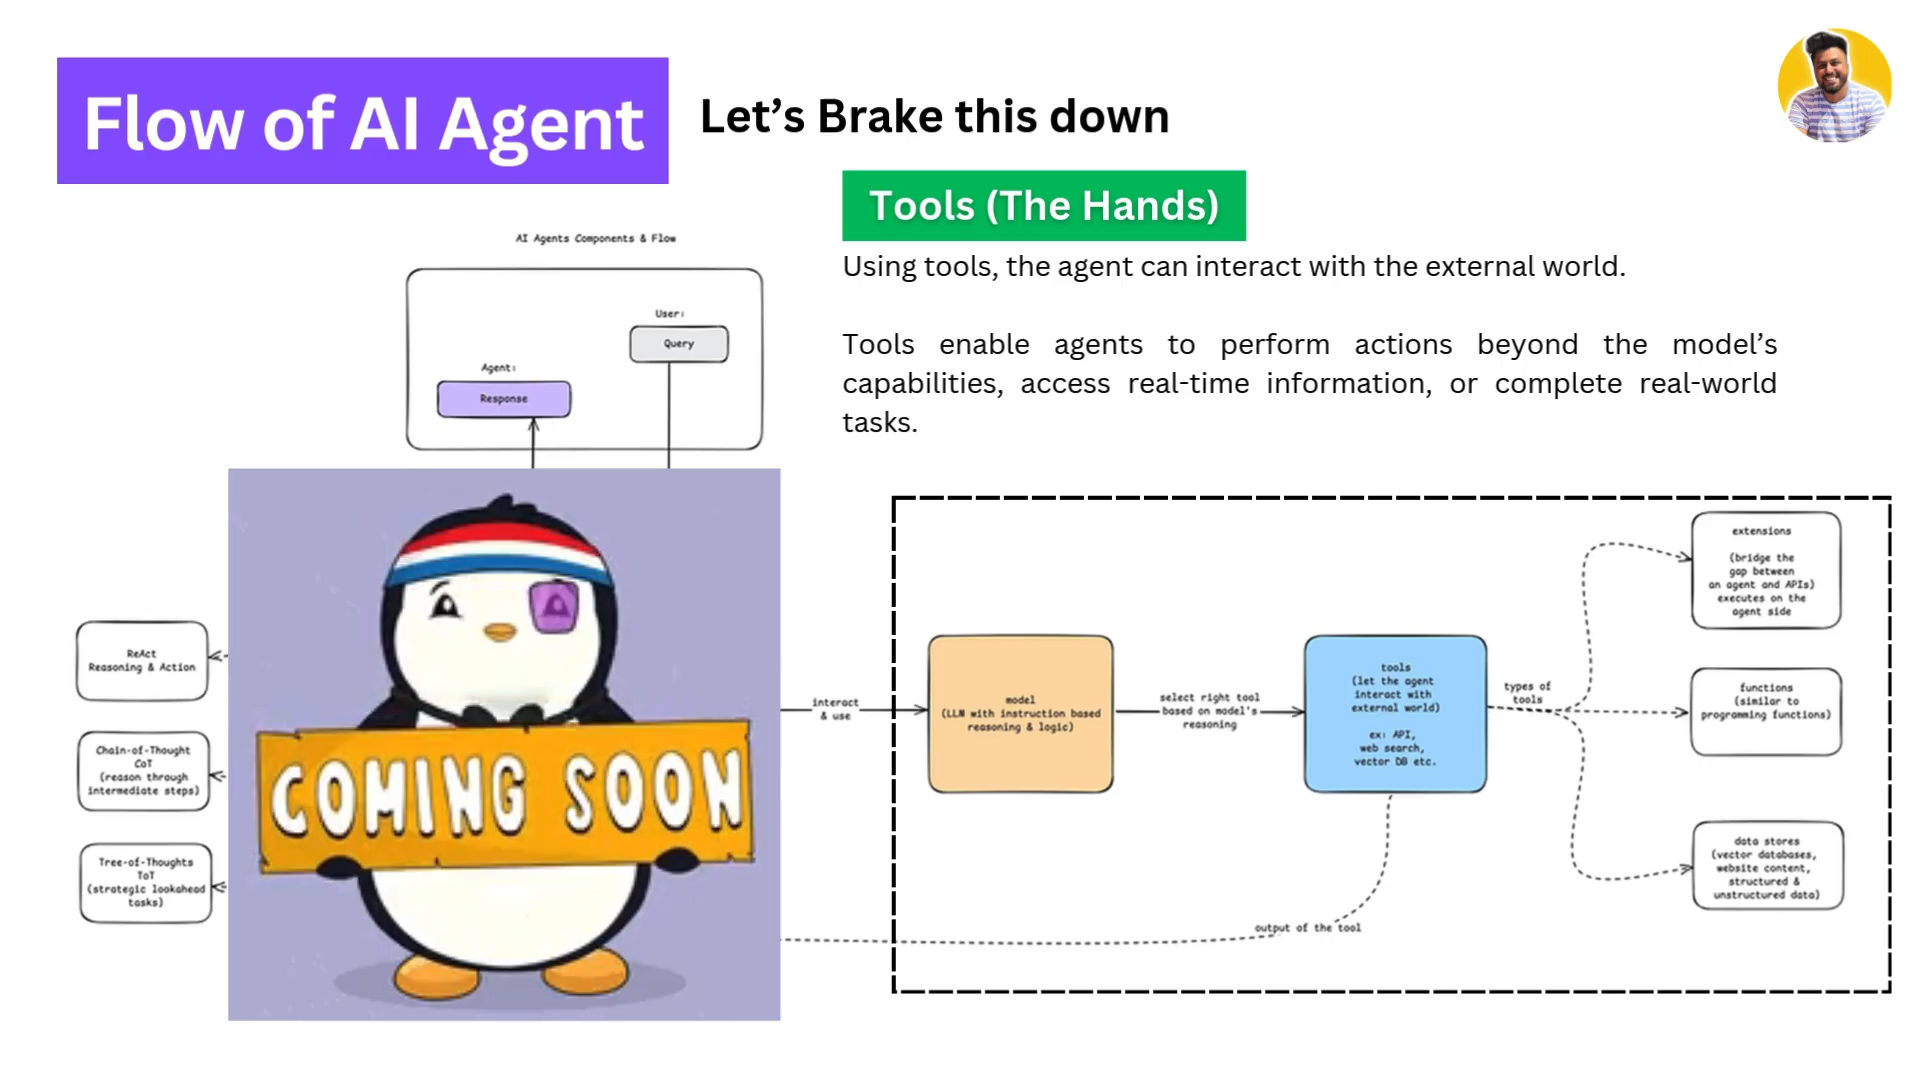 Flow of AI Agent
Let's Brake this down
Tools (The Hands)
Using tools, the agent can interact with the external world.
Tools enable agents to perform actions beyond the model's
capabilities, access real-time information, or complete real-world
tasks.
AI Agents Components & Flow
User:
Query
Agent:
Response
ReAct
Reasoning & Action
Chain-of-Thought
CoT
(reason through
intermediate steps)
Tree-of-Thoughts
ToT
(strategic lookahead
tasks)
COMING SOON
interact
& use
model
(LLM with instruction based
reasoning & logic)
select right tool
based on model's
reasoning
tools
(let the agent
interact with
external world)
ex: API,
web search,
vector DB etc.
types of
tools
extensions
(bridge the
gap between
an agent and APIs)
executes on the
agent side
functions
(similar to
programming functions)
data stores
(vector databases,
website content,
structured &
unstructured data)
output of the tool